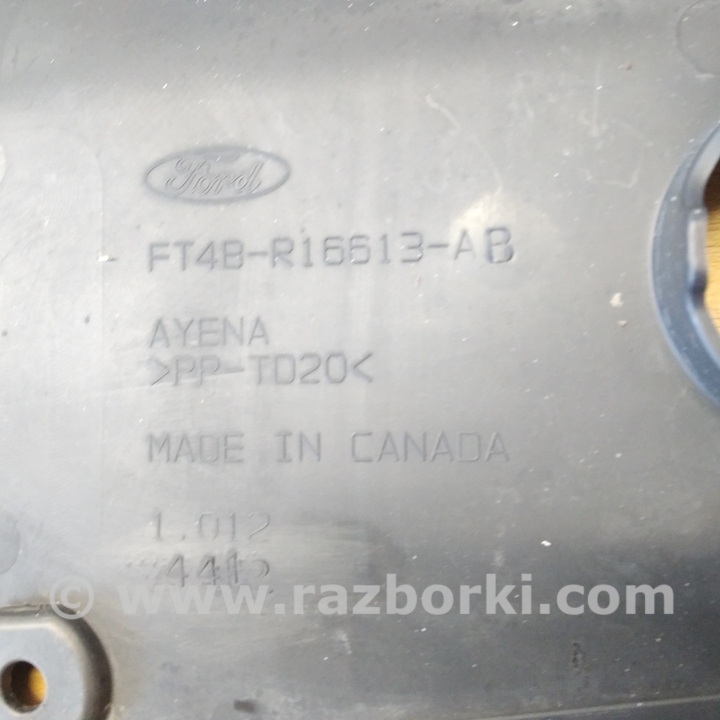 Ford
FT4B-R16613-AB
AYENA
>PP-TD20<
MADE IN CANADA
1.012
© www.razborki.com